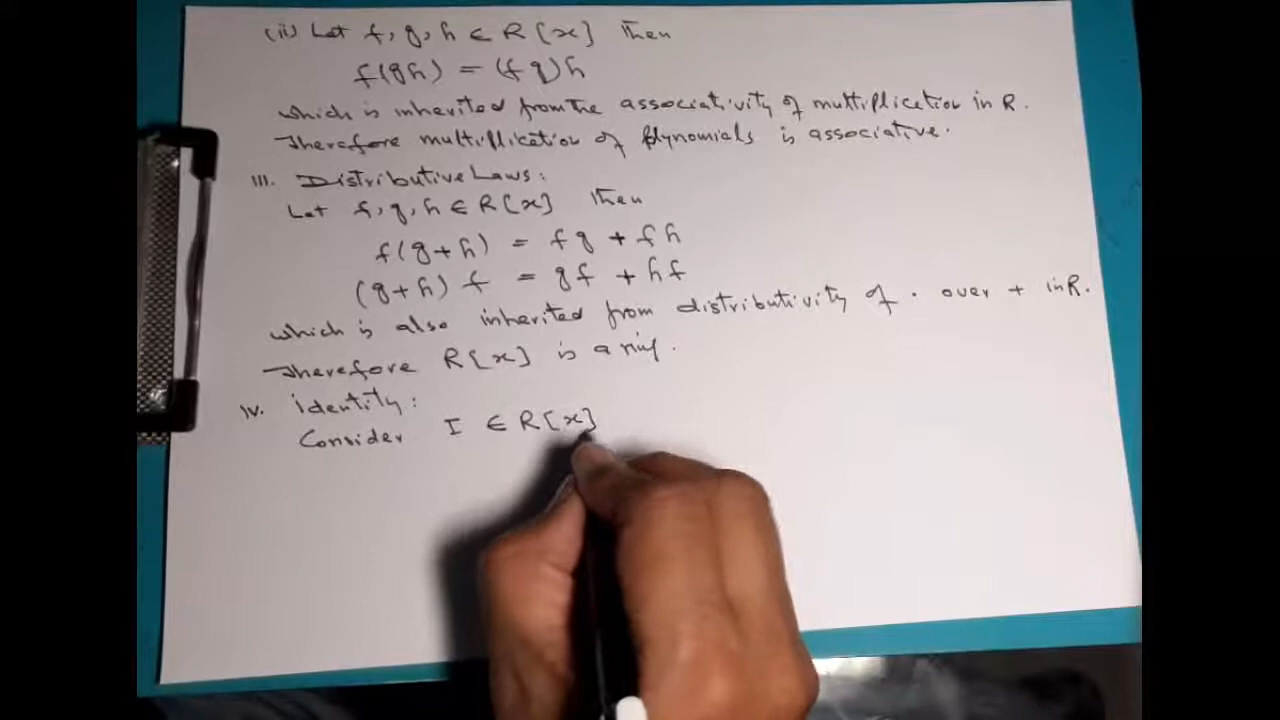 (ii) Let f, g, h ∈ R[x] Then
f(gh) = (fg)h
which is inherited from the associativity of multiplication in R.
Therefore multiplication of Polynomials is associative.
III. Distributive Laws:
Let f, g, h ∈ R[x] Then
f(g+h) = fg + fh
(g+h) f = gf + hf
which is also inherited from distributivity of · over + in R.
Therefore R[x] is a ring.
IV. Identity:
Consider I ∈ R[x]